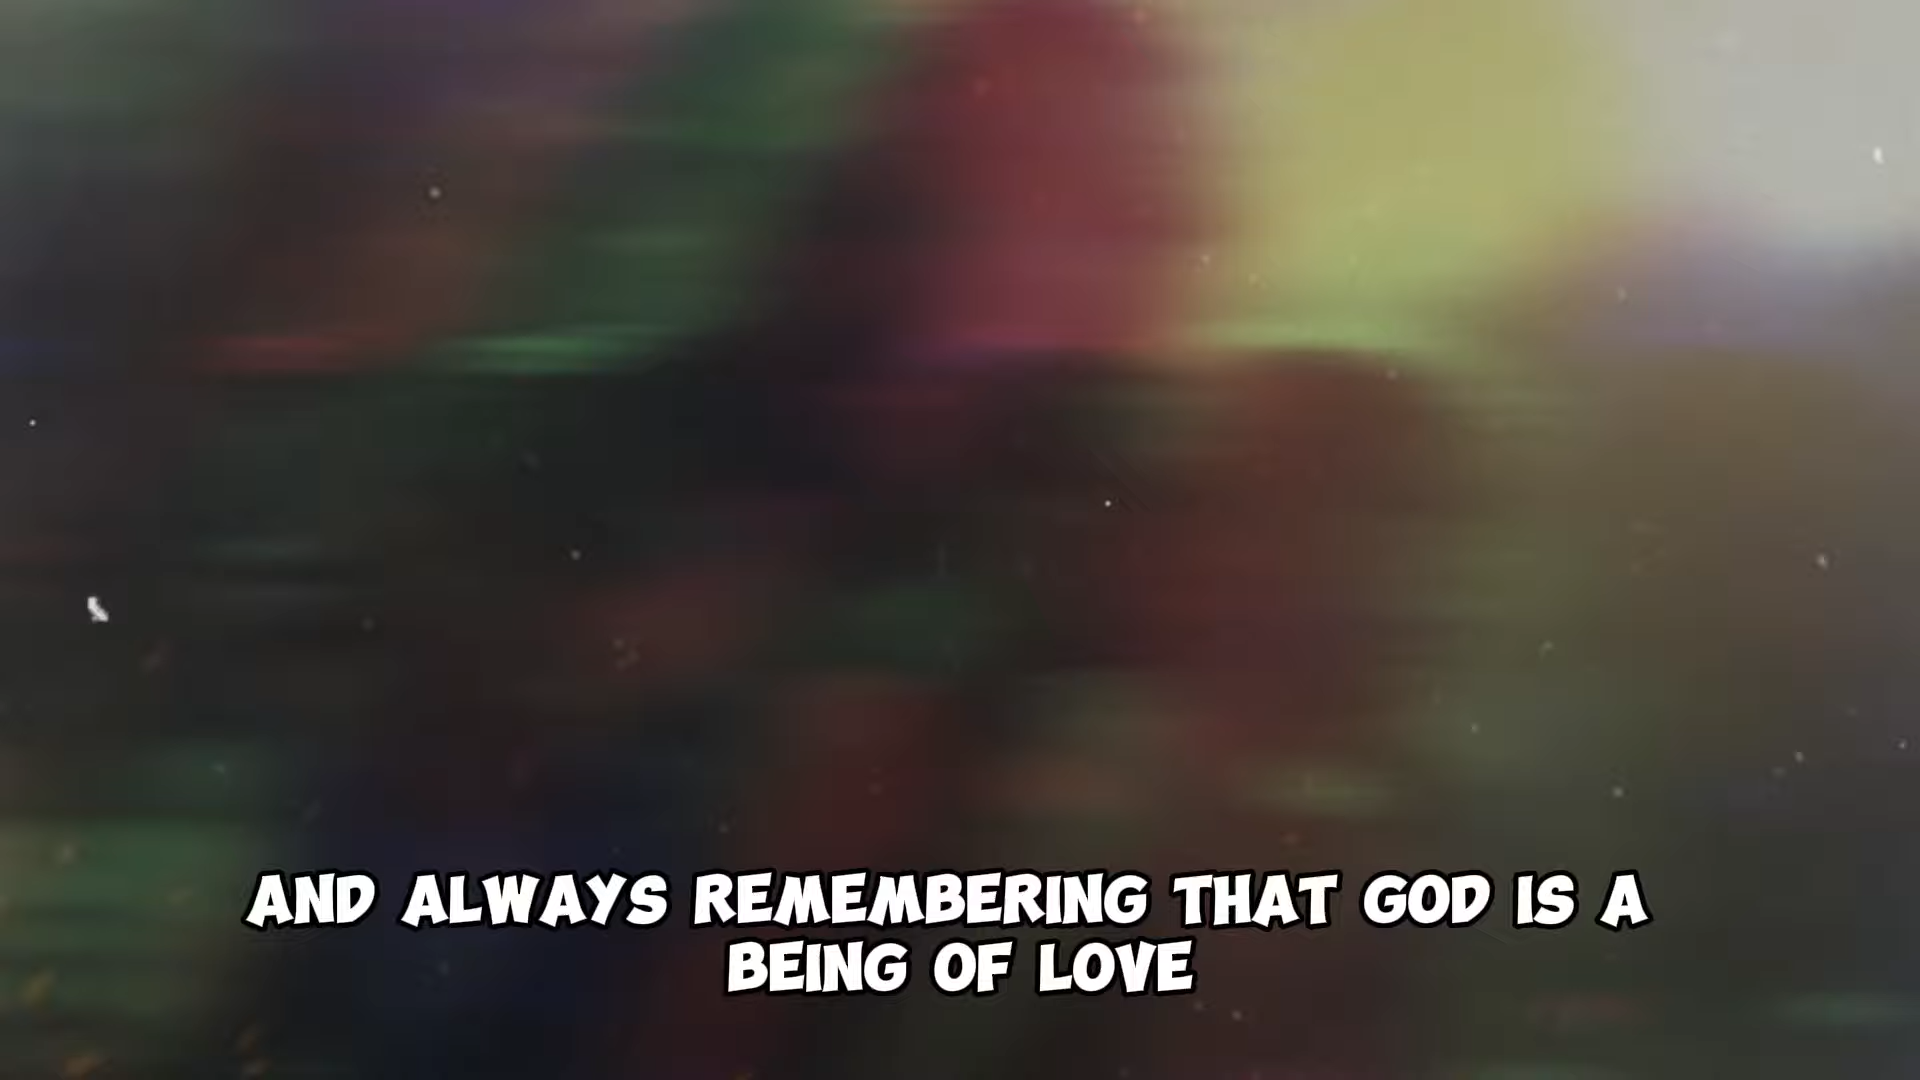 AND ALWAYS REMEMBERING THAT GOD IS A
BEING OF LOVE